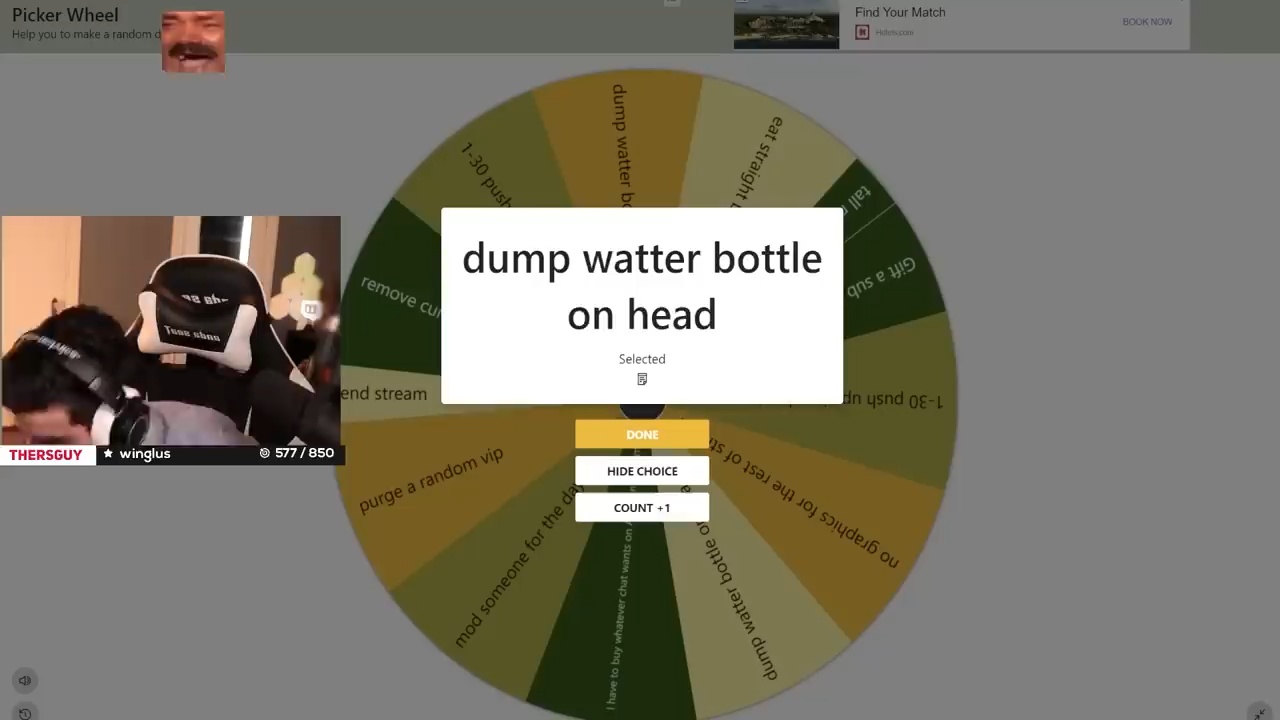 Picker Wheel
Help you to make a random d
Find Your Match
Hotels.com
BOOK NOW
dump watter bo
eat straight
1-30 push
tall
Gift a sub
remove cu
dump watter bottle
on head
Selected
DONE
HIDE CHOICE
COUNT +1
end stream
1-30 push up
purge a random vip
no graphics for the rest of st
mod someone for the day
I have to buy whatever chat wants on
dump watter bottle o
THERSGUY
winglus
577 / 850